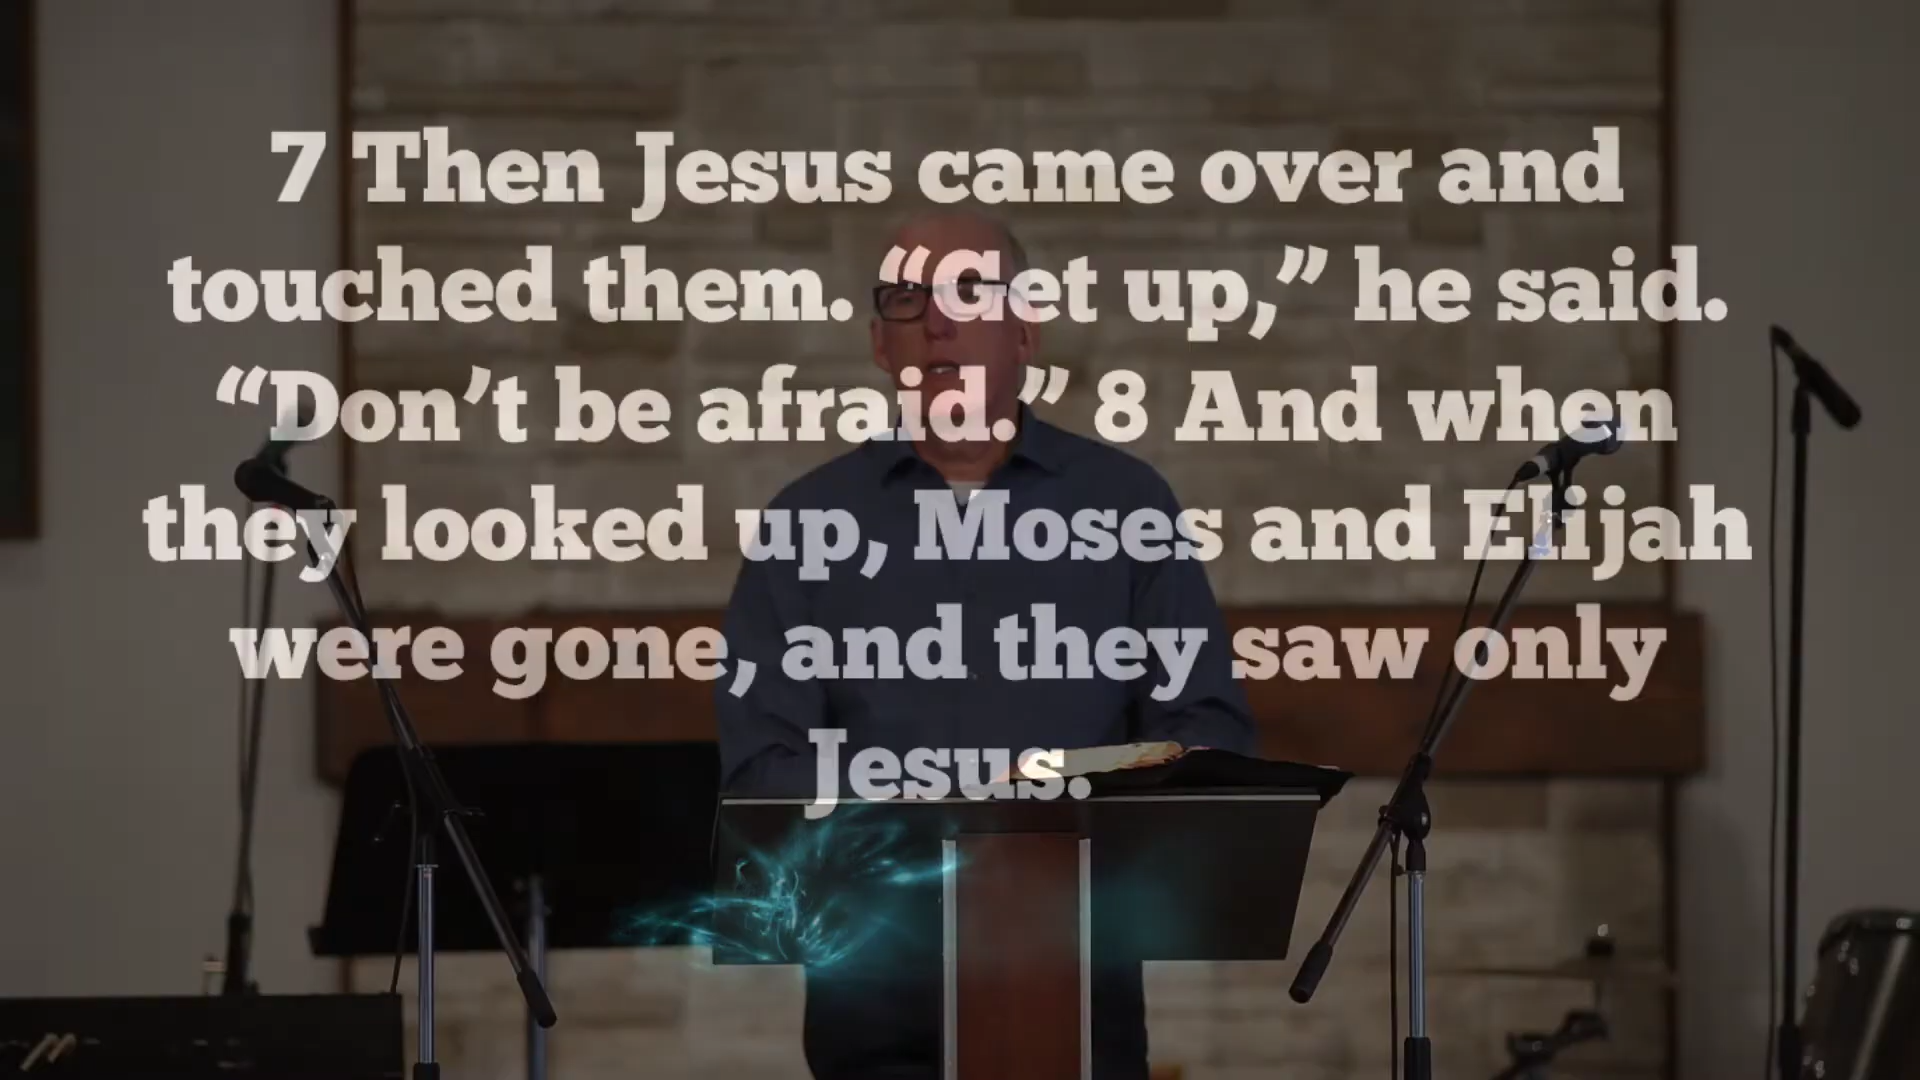 7 Then Jesus came over and
touched them. “Get up,” he said.
“Don’t be afraid.” 8 And when
they looked up, Moses and Elijah
were gone, and they saw only
Jesus.